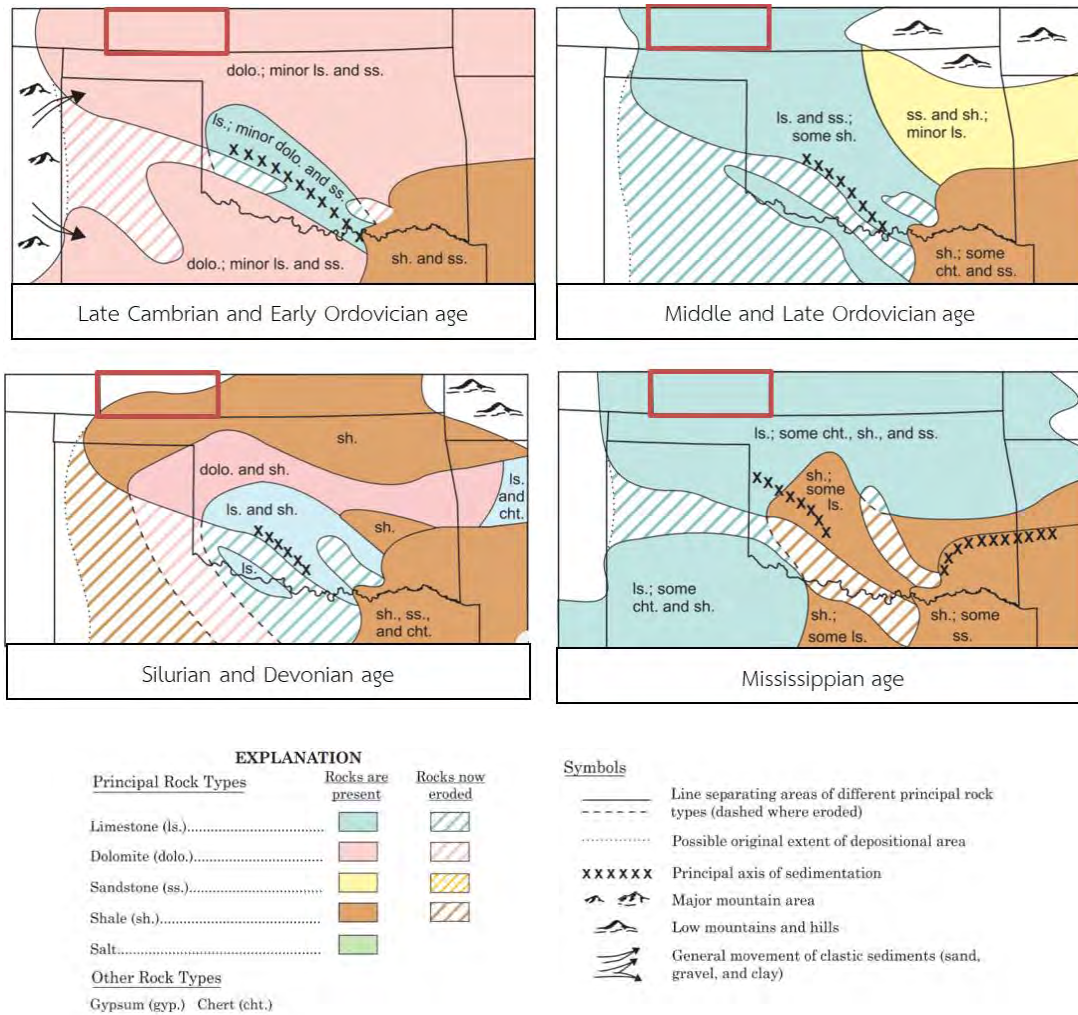 dolo.; minor ls. and ss.
ls.; minor dolo. and ss.
dolo.; minor ls. and ss.
sh. and ss.
Late Cambrian and Early Ordovician age
ls. and ss.;
some sh.
ss. and sh.;
minor ls.
sh.; some
cht. and ss.
Middle and Late Ordovician age
sh.
dolo. and sh.
ls.
and
cht.
ls. and sh.
sh.
ls.
sh., ss.,
and cht.
Silurian and Devonian age
ls.; some cht., sh., and ss.
sh.;
some
ls.
ls.; some
cht. and sh.
sh.;
some ls.
sh.; some
ss.
Mississippian age
EXPLANATION
Principal Rock Types
Rocks are
present
Rocks now
eroded
Limestone (ls.)
Dolomite (dolo.)
Sandstone (ss.)
Shale (sh.)
Salt
Other Rock Types
Gypsum (gyp.) Chert (cht.)
Symbols
Line separating areas of different principal rock
types (dashed where eroded)
Possible original extent of depositional area
XXXXXX Principal axis of sedimentation
Major mountain area
Low mountains and hills
General movement of clastic sediments (sand,
gravel, and clay)